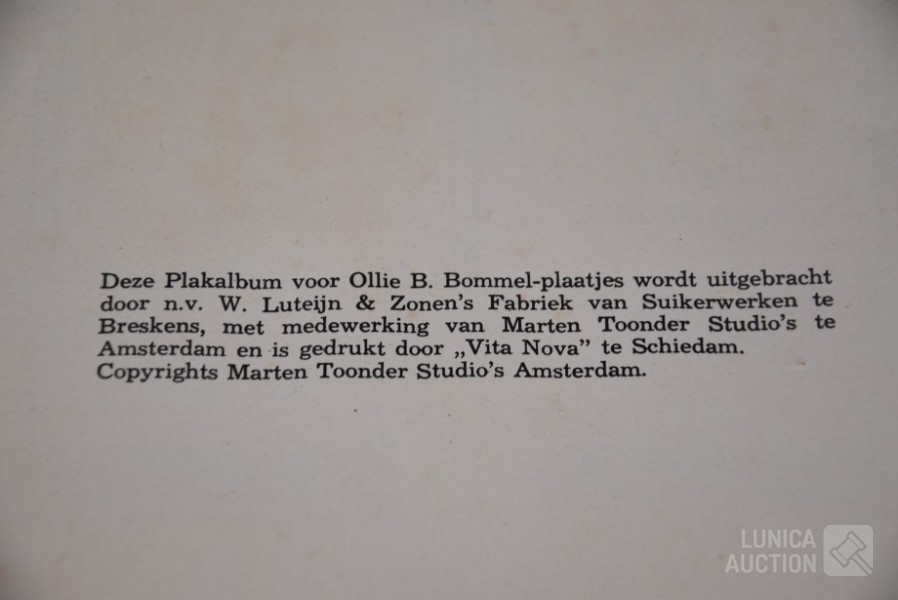 Deze Plakalbum voor Ollie B. Bommel-plaatjes wordt uitgebracht
door n.v. W. Luteijn & Zonen's Fabriek van Suikerwerken te
Breskens, met medewerking van Marten Toonder Studio's te
Amsterdam en is gedrukt door „Vita Nova” te Schiedam.
Copyrights Marten Toonder Studio's Amsterdam.
LUNICA
AUCTION